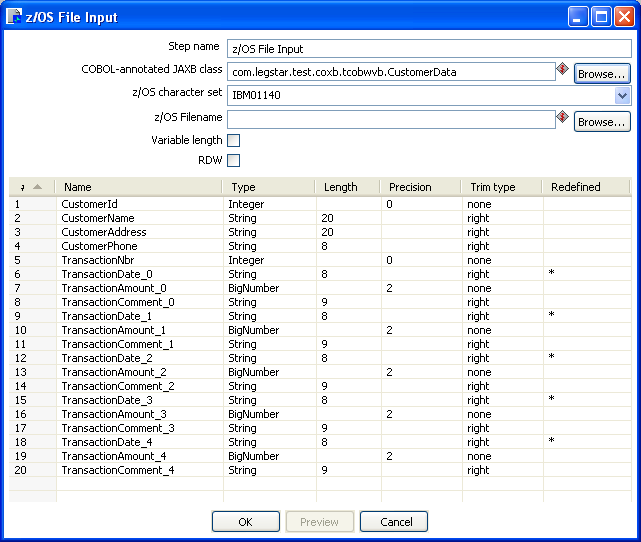 z/OS File Input
Step name z/OS File Input
COBOL-annotated JAXB class com.legstar.test.coxb.tcobwvb.CustomerData Browse...
z/OS character set IBM01140
z/OS Filename Browse...
Variable length
RDW
# Name Type Length Precision Trim type Redefined
1 CustomerId Integer 0 none
2 CustomerName String 20 right
3 CustomerAddress String 20 right
4 CustomerPhone String 8 right
5 TransactionNbr Integer 0 none
6 TransactionDate_0 String 8 right *
7 TransactionAmount_0 BigNumber 2 none
8 TransactionComment_0 String 9 right
9 TransactionDate_1 String 8 right *
10 TransactionAmount_1 BigNumber 2 none
11 TransactionComment_1 String 9 right
12 TransactionDate_2 String 8 right *
13 TransactionAmount_2 BigNumber 2 none
14 TransactionComment_2 String 9 right
15 TransactionDate_3 String 8 right *
16 TransactionAmount_3 BigNumber 2 none
17 TransactionComment_3 String 9 right
18 TransactionDate_4 String 8 right *
19 TransactionAmount_4 BigNumber 2 none
20 TransactionComment_4 String 9 right
OK Preview Cancel